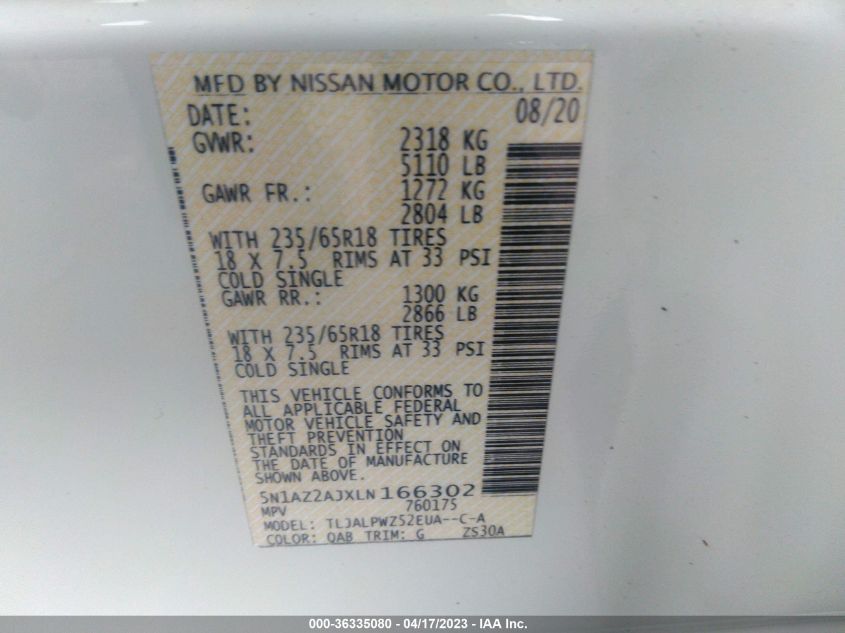 MFD BY NISSAN MOTOR CO., LTD.
DATE: 08/20
GVWR: 2318 KG
5110 LB
GAWR FR.: 1272 KG
2804 LB
WITH 235/65R18 TIRES
18 X 7.5 RIMS AT 33 PSI
COLD SINGLE
GAWR RR.: 1300 KG
2866 LB
WITH 235/65R18 TIRES
18 X 7.5 RIMS AT 33 PSI
COLD SINGLE
THIS VEHICLE CONFORMS TO
ALL APPLICABLE FEDERAL
MOTOR VEHICLE SAFETY AND
THEFT PREVENTION
STANDARDS IN EFFECT ON
THE DATE OF MANUFACTURE
SHOWN ABOVE.
5N1AZ2AJXLN166302
MPV 760175
MODEL: TLJALPWZ52EUA--C-A
COLOR: QAB TRIM: G ZS30A
000-36335080 - 04/17/2023 - IAA Inc.